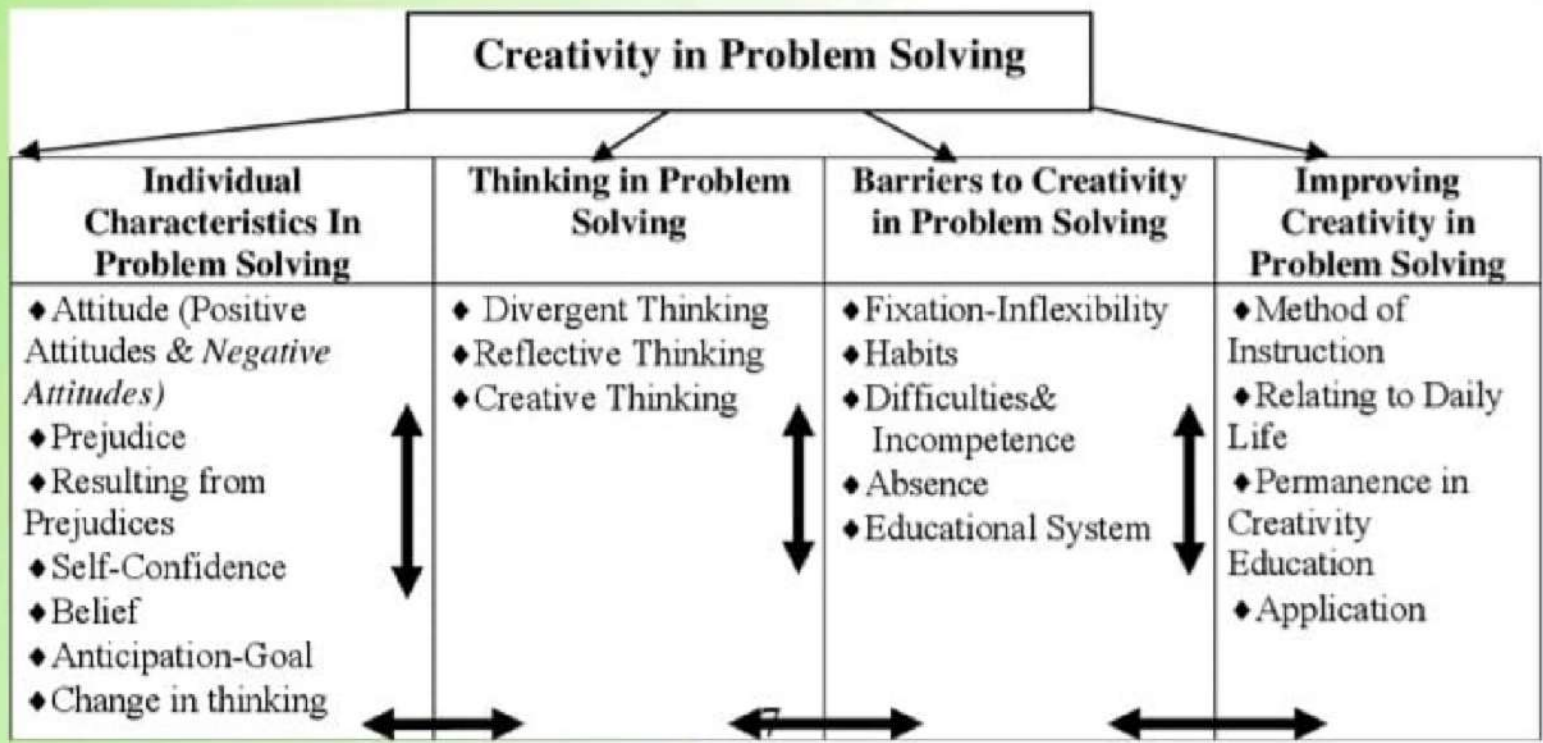 Creativity in Problem Solving
Individual
Characteristics In
Problem Solving
♦Attitude (Positive
Attitudes & Negative
Attitudes)
♦Prejudice
♦Resulting from
Prejudices
♦Self-Confidence
♦Belief
♦Anticipation-Goal
♦Change in thinking
Thinking in Problem
Solving
♦ Divergent Thinking
♦Reflective Thinking
♦Creative Thinking
Barriers to Creativity
in Problem Solving
♦Fixation-Inflexibility
♦Habits
♦Difficulties&
Incompetence
♦Absence
♦Educational System
Improving
Creativity in
Problem Solving
♦Method of
Instruction
♦Relating to Daily
Life
♦Permanence in
Creativity
Education
♦Application
7